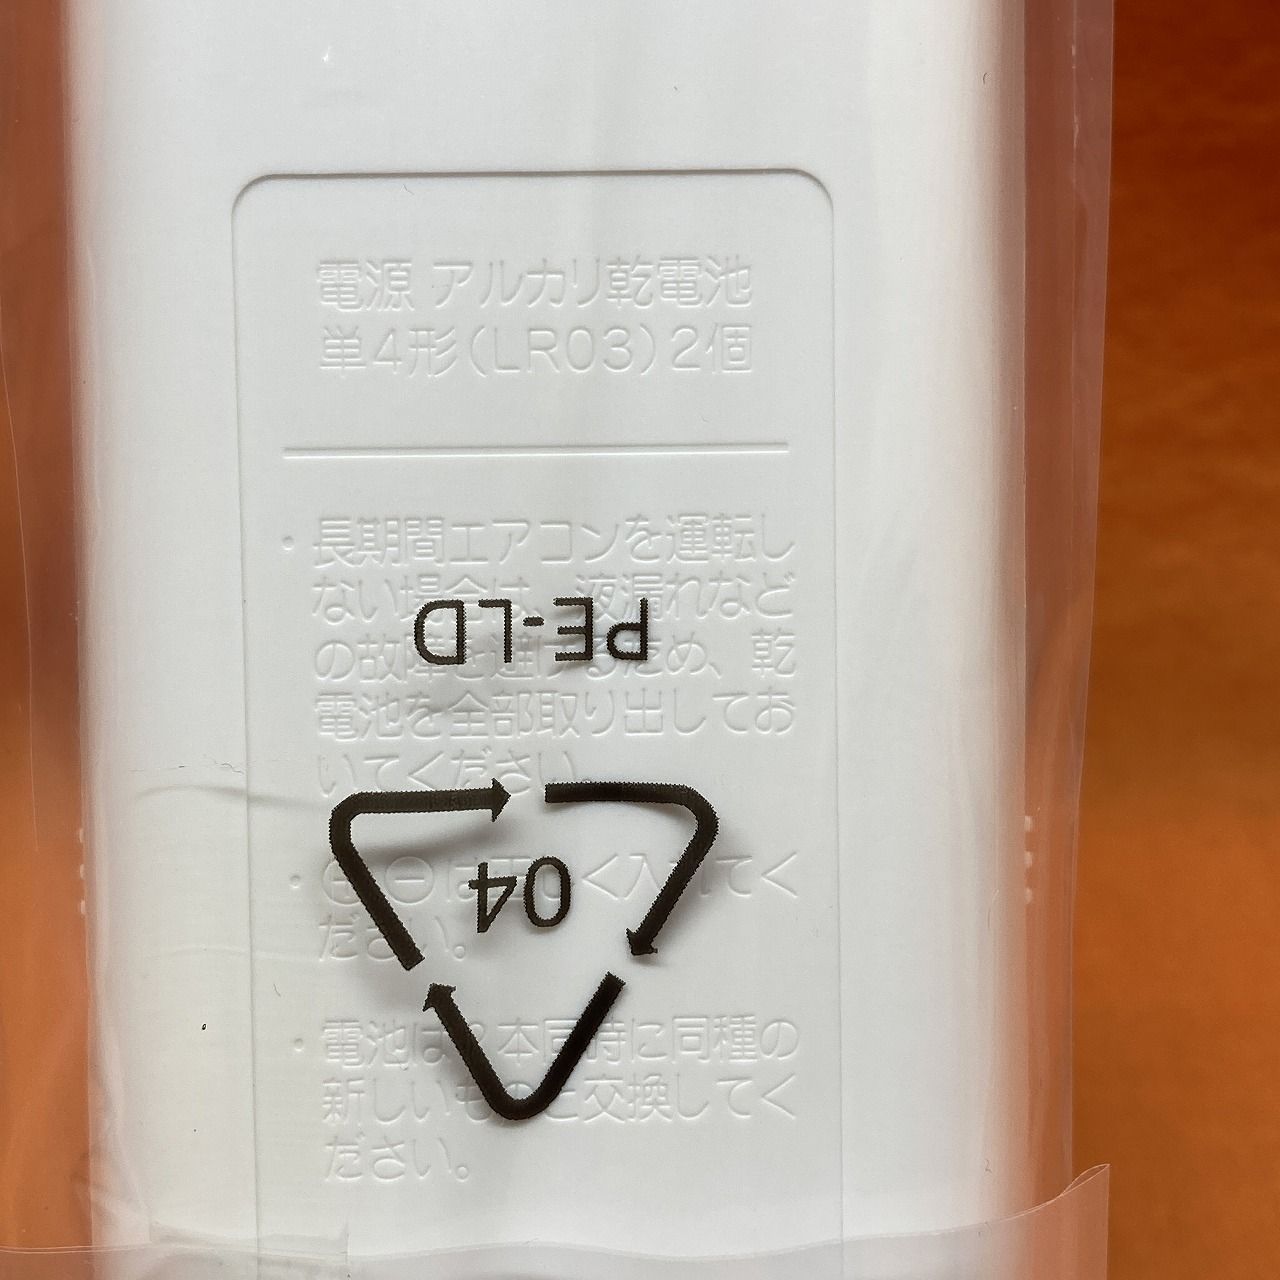 電源 アルカリ乾電池
単4形(LR03)2個
・長期間エアコンを運転し
ない場合は、液漏れなど
の故障を避けるため、乾
電池を全部取り出してお
いてください。
・⊕⊖は正しく入れてく
ださい。
・電池は2本同時に同種の
新しいものと交換してく
ださい。
PE-LD
04